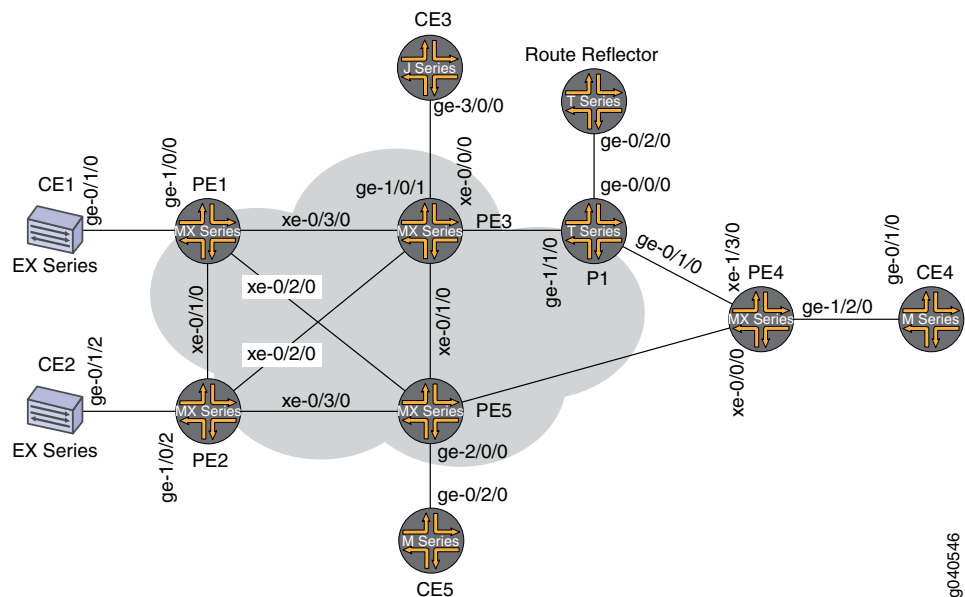 CE3
J Series
ge-3/0/0
Route Reflector
T Series
ge-0/2/0
ge-0/0/0
CE1
ge-0/1/0
EX Series
ge-1/0/0
PE1
MX Series
xe-0/3/0
ge-1/0/1
xe-0/0/0
MX Series
PE3
ge-1/1/0
T Series
P1
ge-0/1/0
xe-1/3/0
PE4
MX Series
xe-0/0/0
ge-1/2/0
ge-0/1/0
CE4
M Series
xe-0/1/0
xe-0/2/0
xe-0/2/0
xe-0/1/0
CE2
ge-0/1/2
EX Series
ge-1/0/2
MX Series
PE2
xe-0/3/0
MX Series
PE5
ge-2/0/0
ge-0/2/0
M Series
CE5
g040546